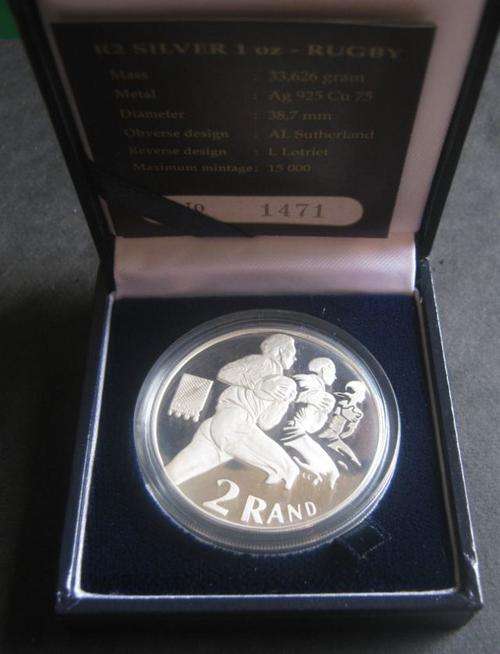 R2 SILVER 1 oz - RUGBY
Mass : 33,626 gram
Metal : Ag 925 Cu 75
Diameter : 38,7 mm
Obverse design : AL Sutherland
Reverse design : L Lotriet
Maximum mintage : 15 000
No 1471
2 RAND